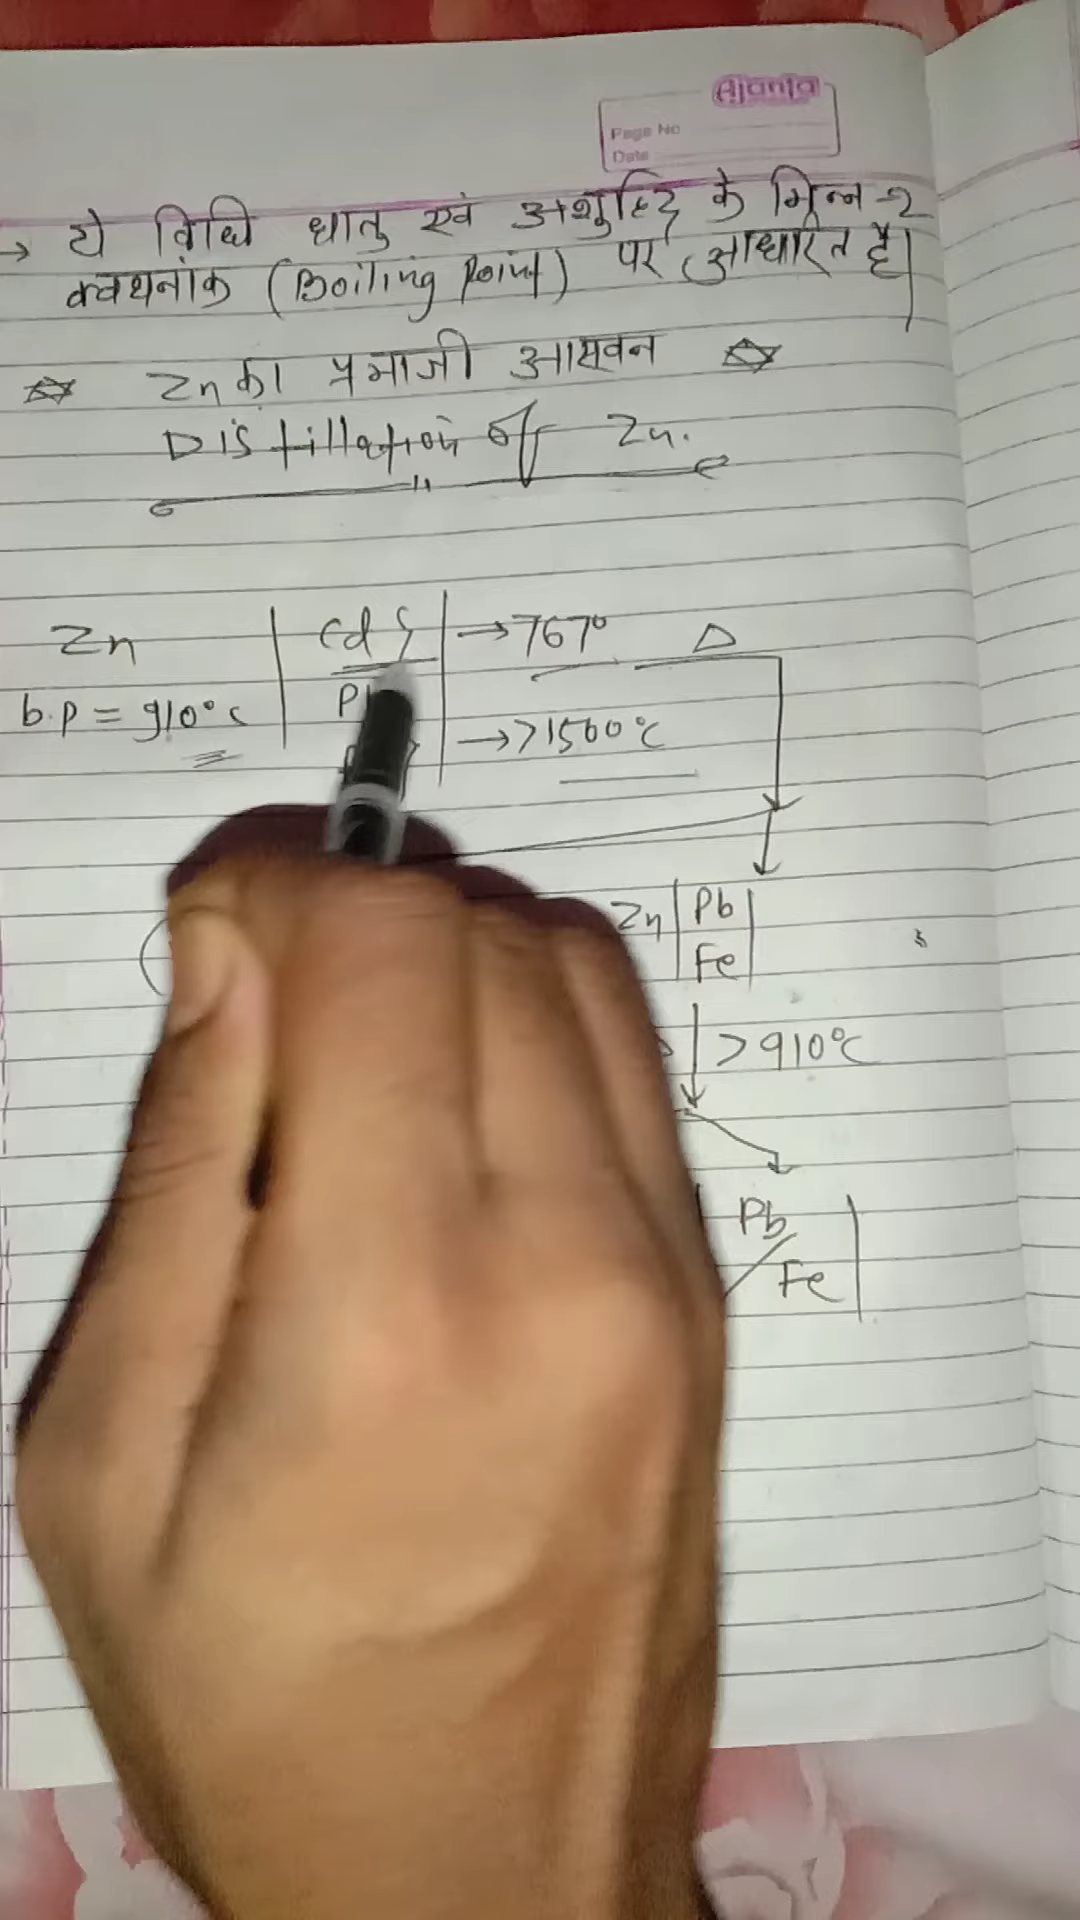 Ajanta
Page No
Date
→ ये विधि धातु एवं अशुद्धि के भिन्न-2
क्वथनांक (Boiling Point) पर आधारित है|
Zn का प्रभाजी आसवन
Distillation off Zn.
Zn | Cd } | → 767° Δ
b.p = 910°c
→ >1500°C
Zn | Pb |
Fe
>910°C
Pb
Fe